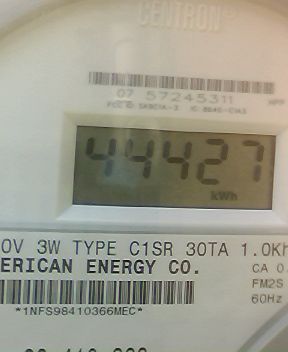 CENTRON
07 57245311
44427
kWh
0V 3W TYPE C1SR 30TA 1.0Kh
ERICAN ENERGY CO.
CA 0.
FM2S
60Hz
*1NFS98410366MEC*